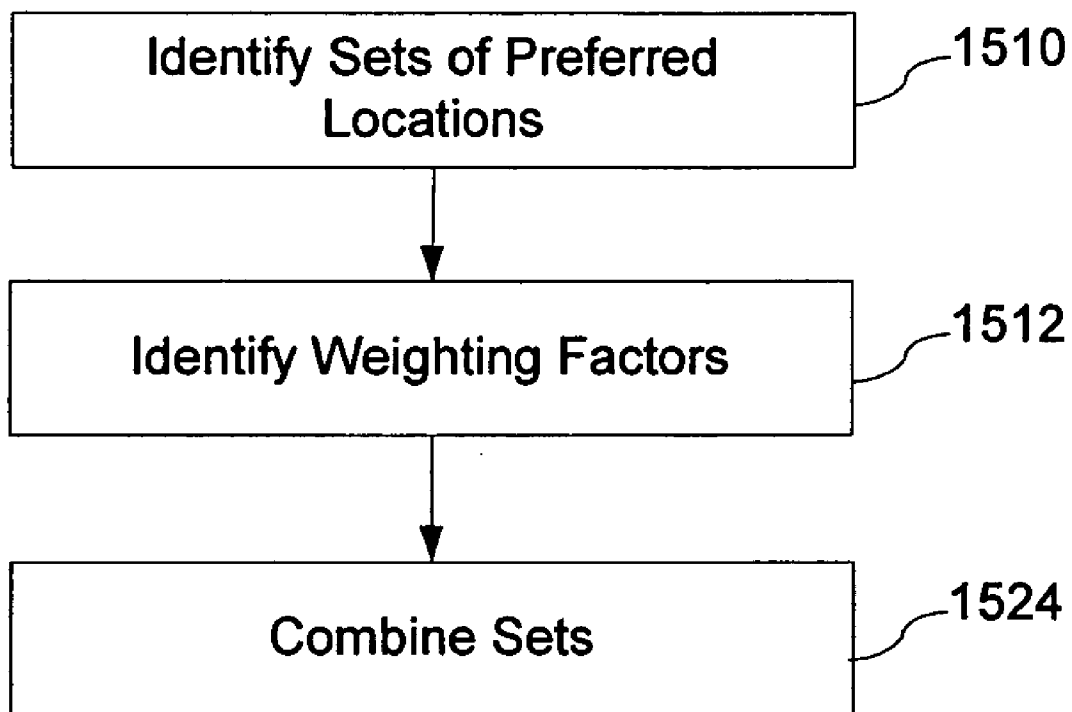 Identify Sets of Preferred
Locations
1510
Identify Weighting Factors
1512
Combine Sets
1524